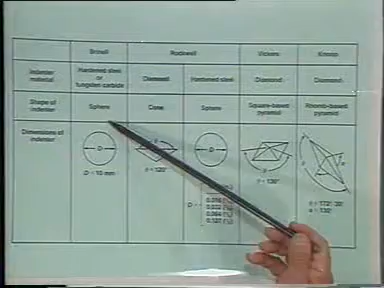 Brinell Rockwell Vickers Knoop
Indenter material
Hardened steel or tungsten carbide
Diamond
Hardened steel
Diamond
Diamond
Shape of indenter
Sphere
Cone
Sphere
Square-based pyramid
Rhomb-based pyramid
Dimensions of indenter
D
D = 10 mm
= 120°
D
D =
= 136°
= 172° 30'
= 130°